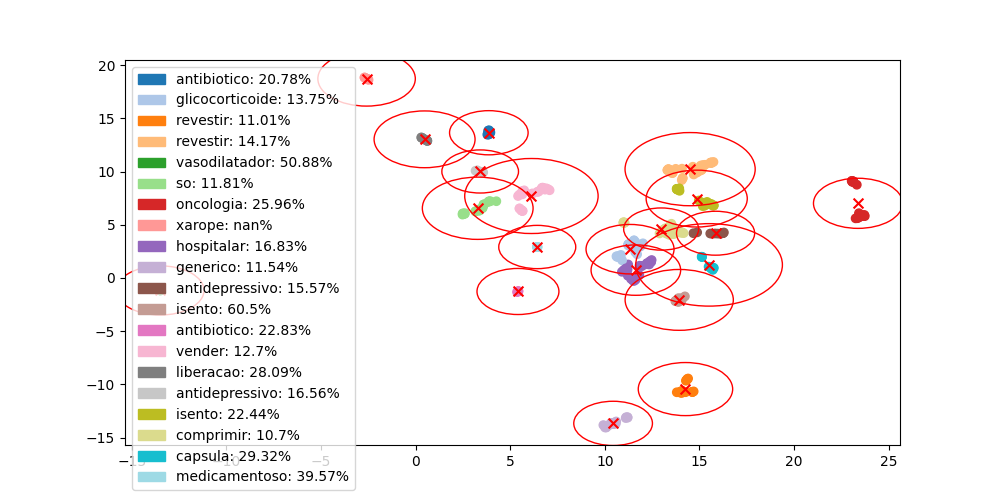 20
15
10
5
0
−5
−10
−15
antibiotico: 20.78%
glicocorticoide: 13.75%
revestir: 11.01%
revestir: 14.17%
vasodilatador: 50.88%
so: 11.81%
oncologia: 25.96%
xarope: nan%
hospitalar: 16.83%
generico: 11.54%
antidepressivo: 15.57%
isento: 60.5%
antibiotico: 22.83%
vender: 12.7%
liberacao: 28.09%
antidepressivo: 16.56%
isento: 22.44%
comprimir: 10.7%
capsula: 29.32%
medicamentoso: 39.57%
−15 −10 −5 0 5 10 15 20 25